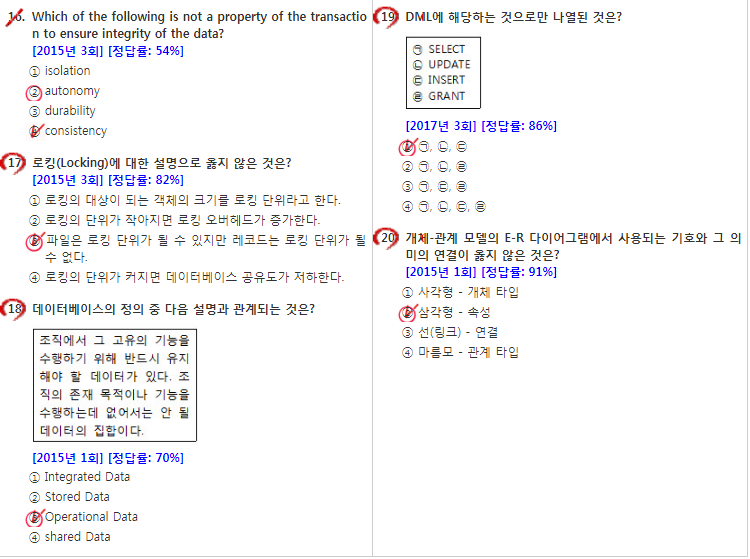 16. Which of the following is not a property of the transactio
n to ensure integrity of the data?
[2015년 3회] [정답률: 54%]
① isolation
② autonomy
③ durability
④ consistency
17. 로킹(Locking)에 대한 설명으로 옳지 않은 것은?
[2015년 3회] [정답률: 82%]
① 로킹의 대상이 되는 객체의 크기를 로킹 단위라고 한다.
② 로킹의 단위가 작아지면 로킹 오버헤드가 증가한다.
③ 파일은 로킹 단위가 될 수 있지만 레코드는 로킹 단위가 될
수 없다.
④ 로킹의 단위가 커지면 데이터베이스 공유도가 저하한다.
18. 데이터베이스의 정의 중 다음 설명과 관계되는 것은?
조직에서 그 고유의 기능을
수행하기 위해 반드시 유지
해야 할 데이터가 있다. 조
직의 존재 목적이나 기능을
수행하는데 없어서는 안 될
데이터의 집합이다.
[2015년 1회] [정답률: 70%]
① Integrated Data
② Stored Data
③ Operational Data
④ shared Data
19. DML에 해당하는 것으로만 나열된 것은?
㉠ SELECT
㉡ UPDATE
㉢ INSERT
㉣ GRANT
[2017년 3회] [정답률: 86%]
① ㉠, ㉡, ㉢
② ㉠, ㉡, ㉣
③ ㉠, ㉢, ㉣
④ ㉠, ㉡, ㉢, ㉣
20. 개체-관계 모델의 E-R 다이어그램에서 사용되는 기호와 그 의
미의 연결이 옳지 않은 것은?
[2015년 1회] [정답률: 91%]
① 사각형 - 개체 타입
② 삼각형 - 속성
③ 선(링크) - 연결
④ 마름모 - 관계 타입